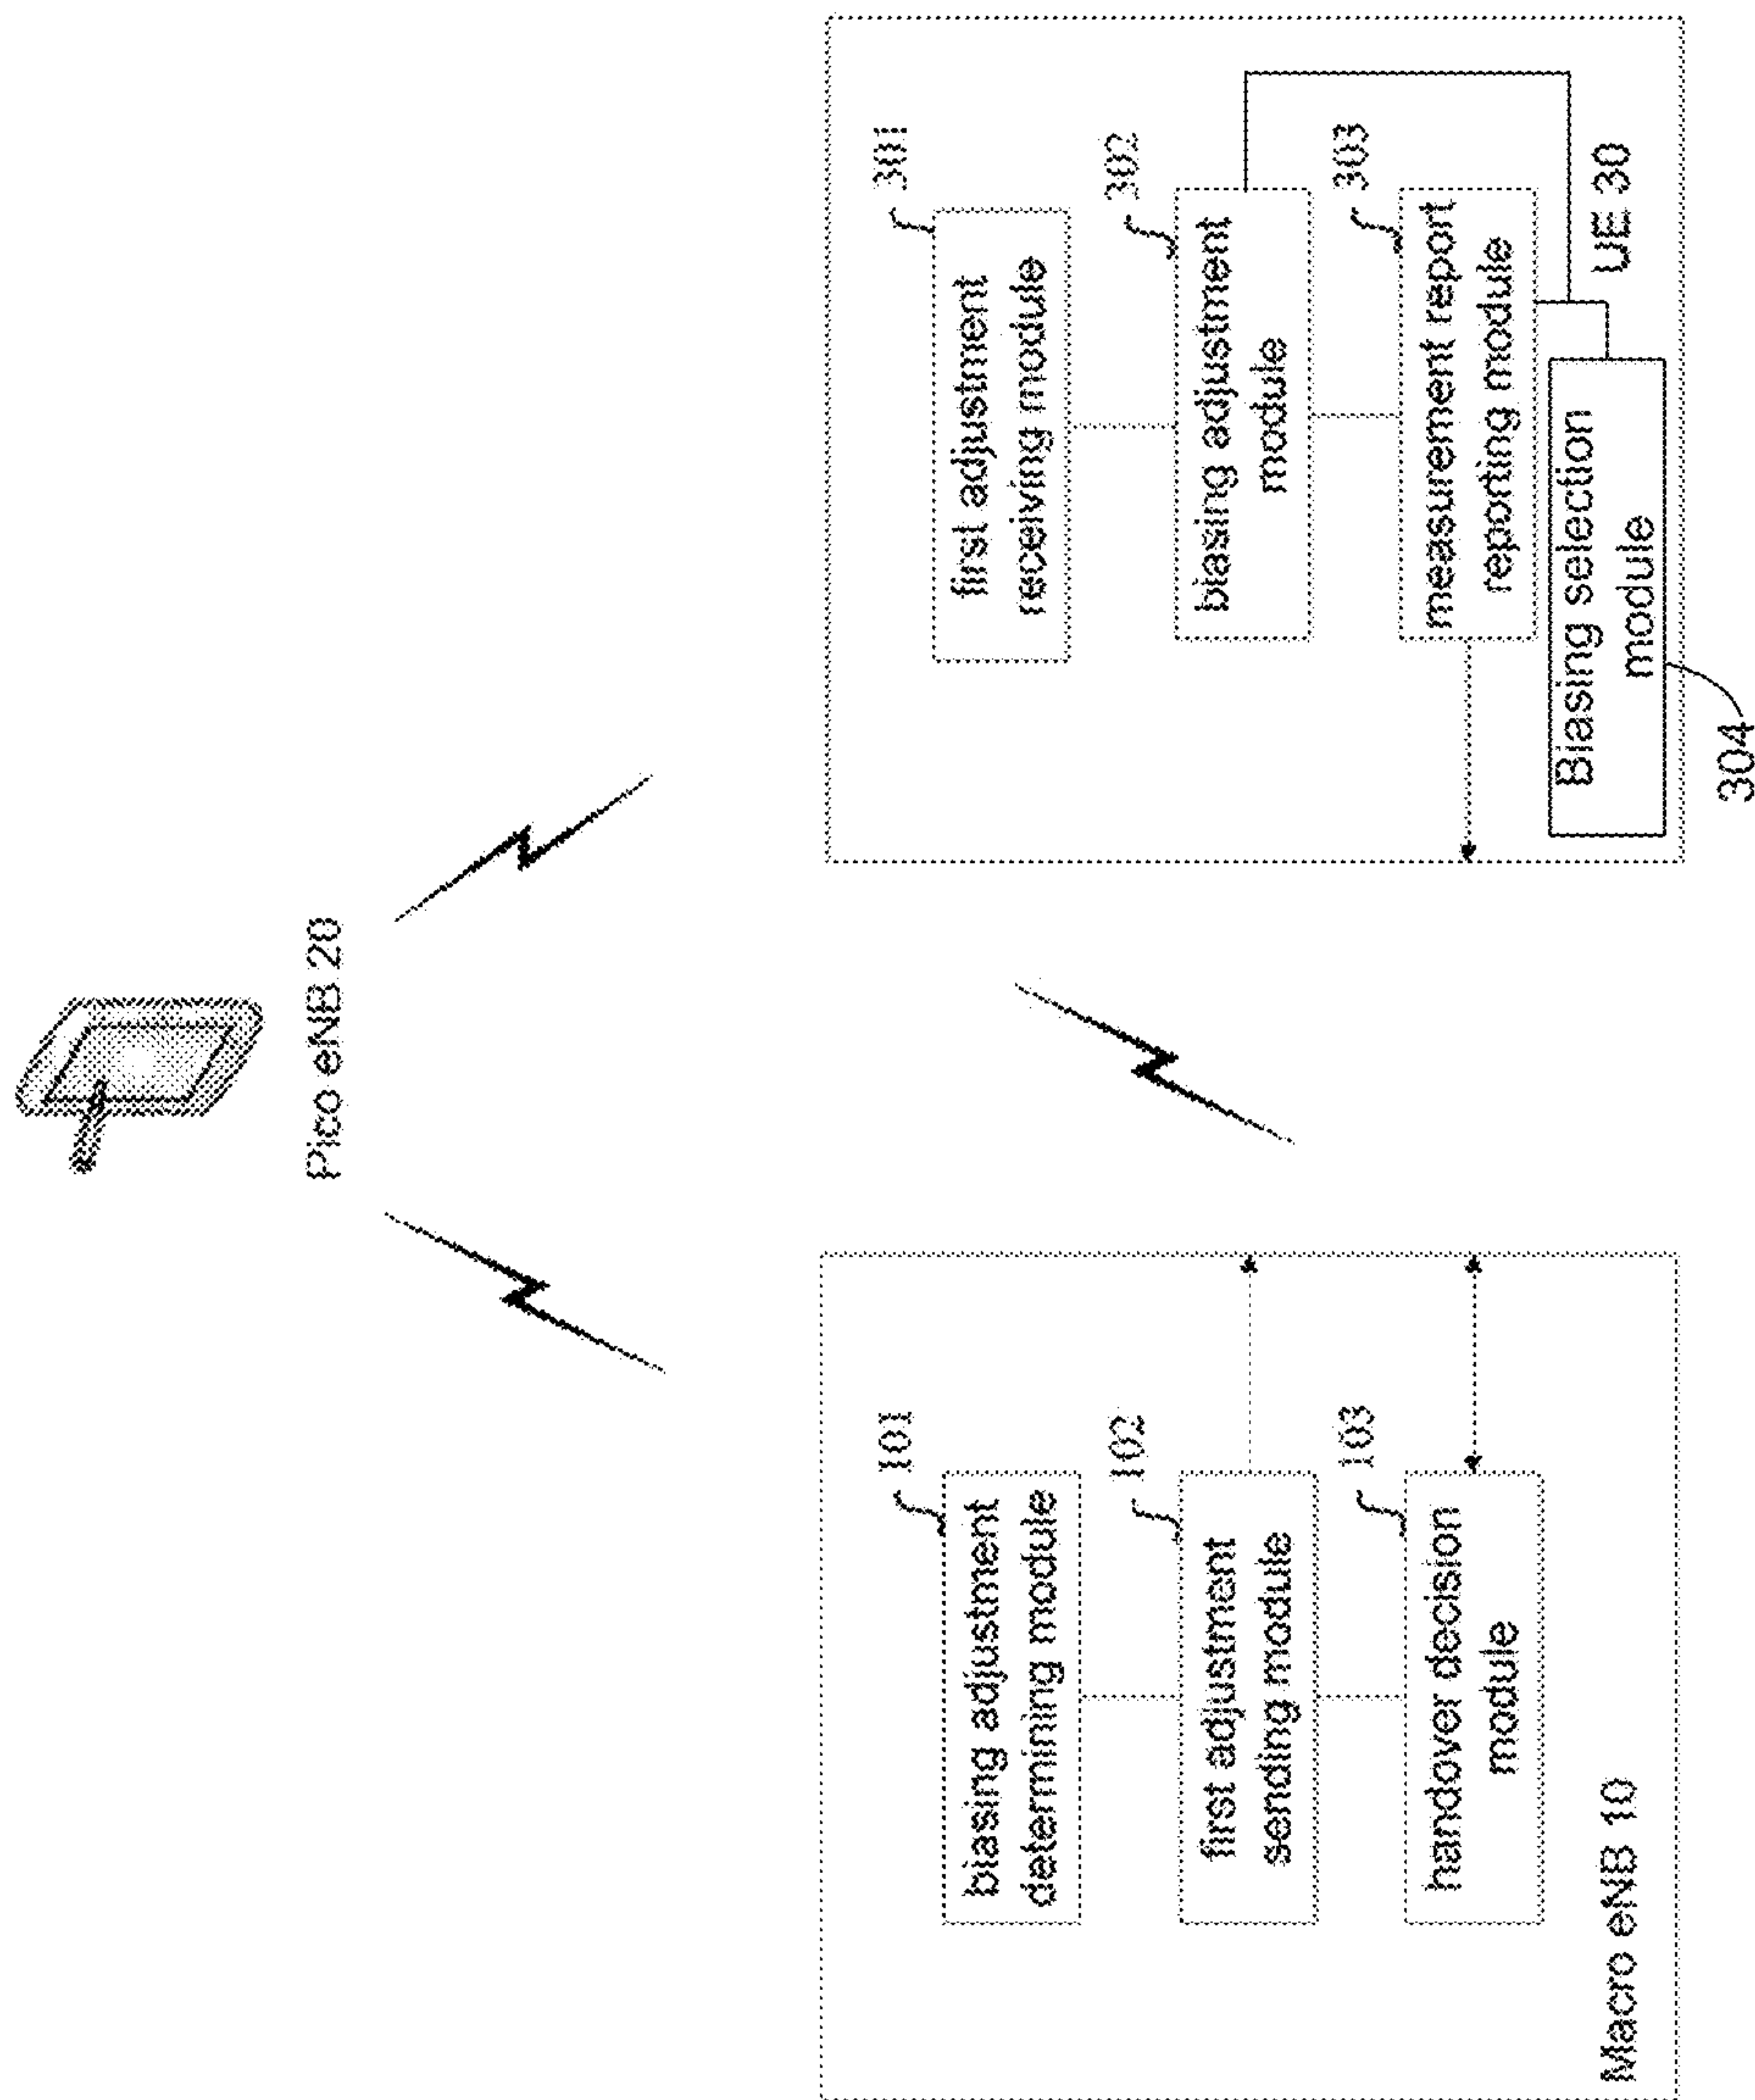 Pico eNB 20
101
biasing adjustment
determining module
102
first adjustment
sending module
103
handover decision
module
Macro eNB 10
301
first adjustment
receiving module
302
biasing adjustment
module
303
measurement report
reporting module
UE 30
Biasing selection
module
304